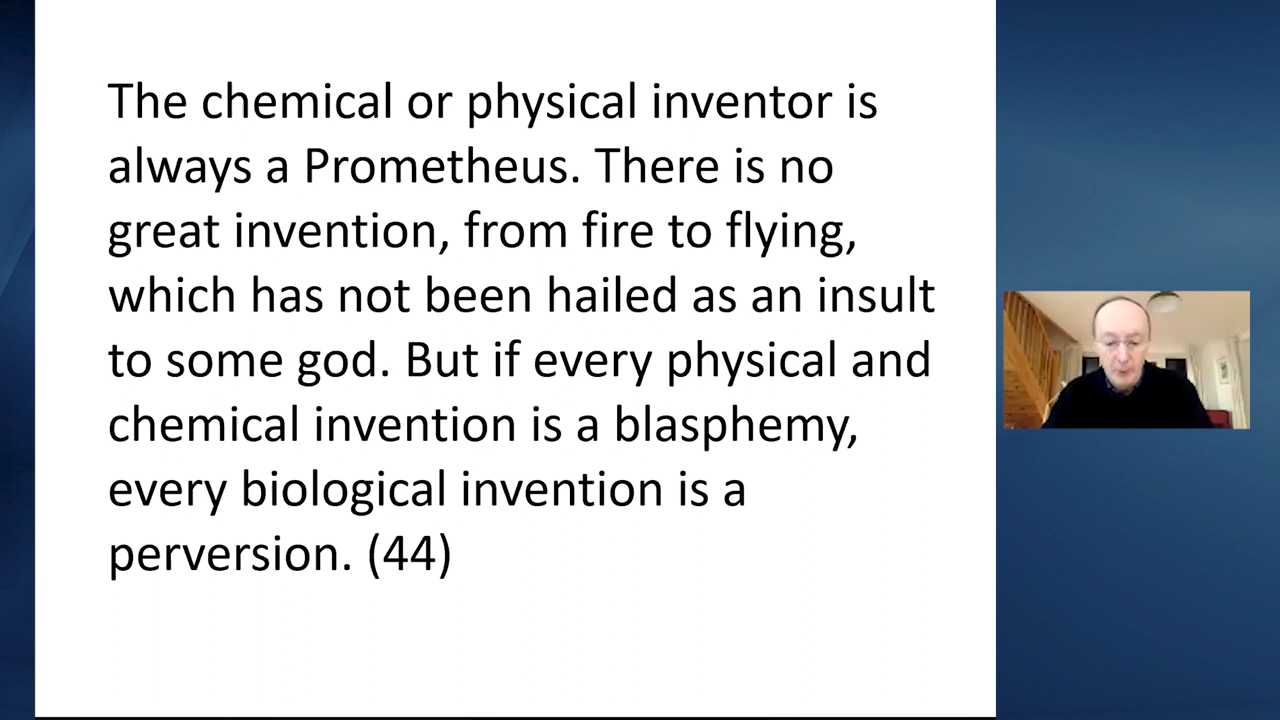 The chemical or physical inventor is
always a Prometheus. There is no
great invention, from fire to flying,
which has not been hailed as an insult
to some god. But if every physical and
chemical invention is a blasphemy,
every biological invention is a
perversion. (44)